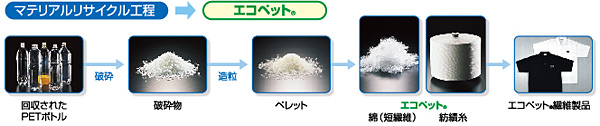 マテリアルリサイクル工程
エコペット®
破砕
造粒
回収された
PETボトル
破砕物
ペレット
エコペット®
綿（短繊維）
紡績糸
エコペット®繊維製品